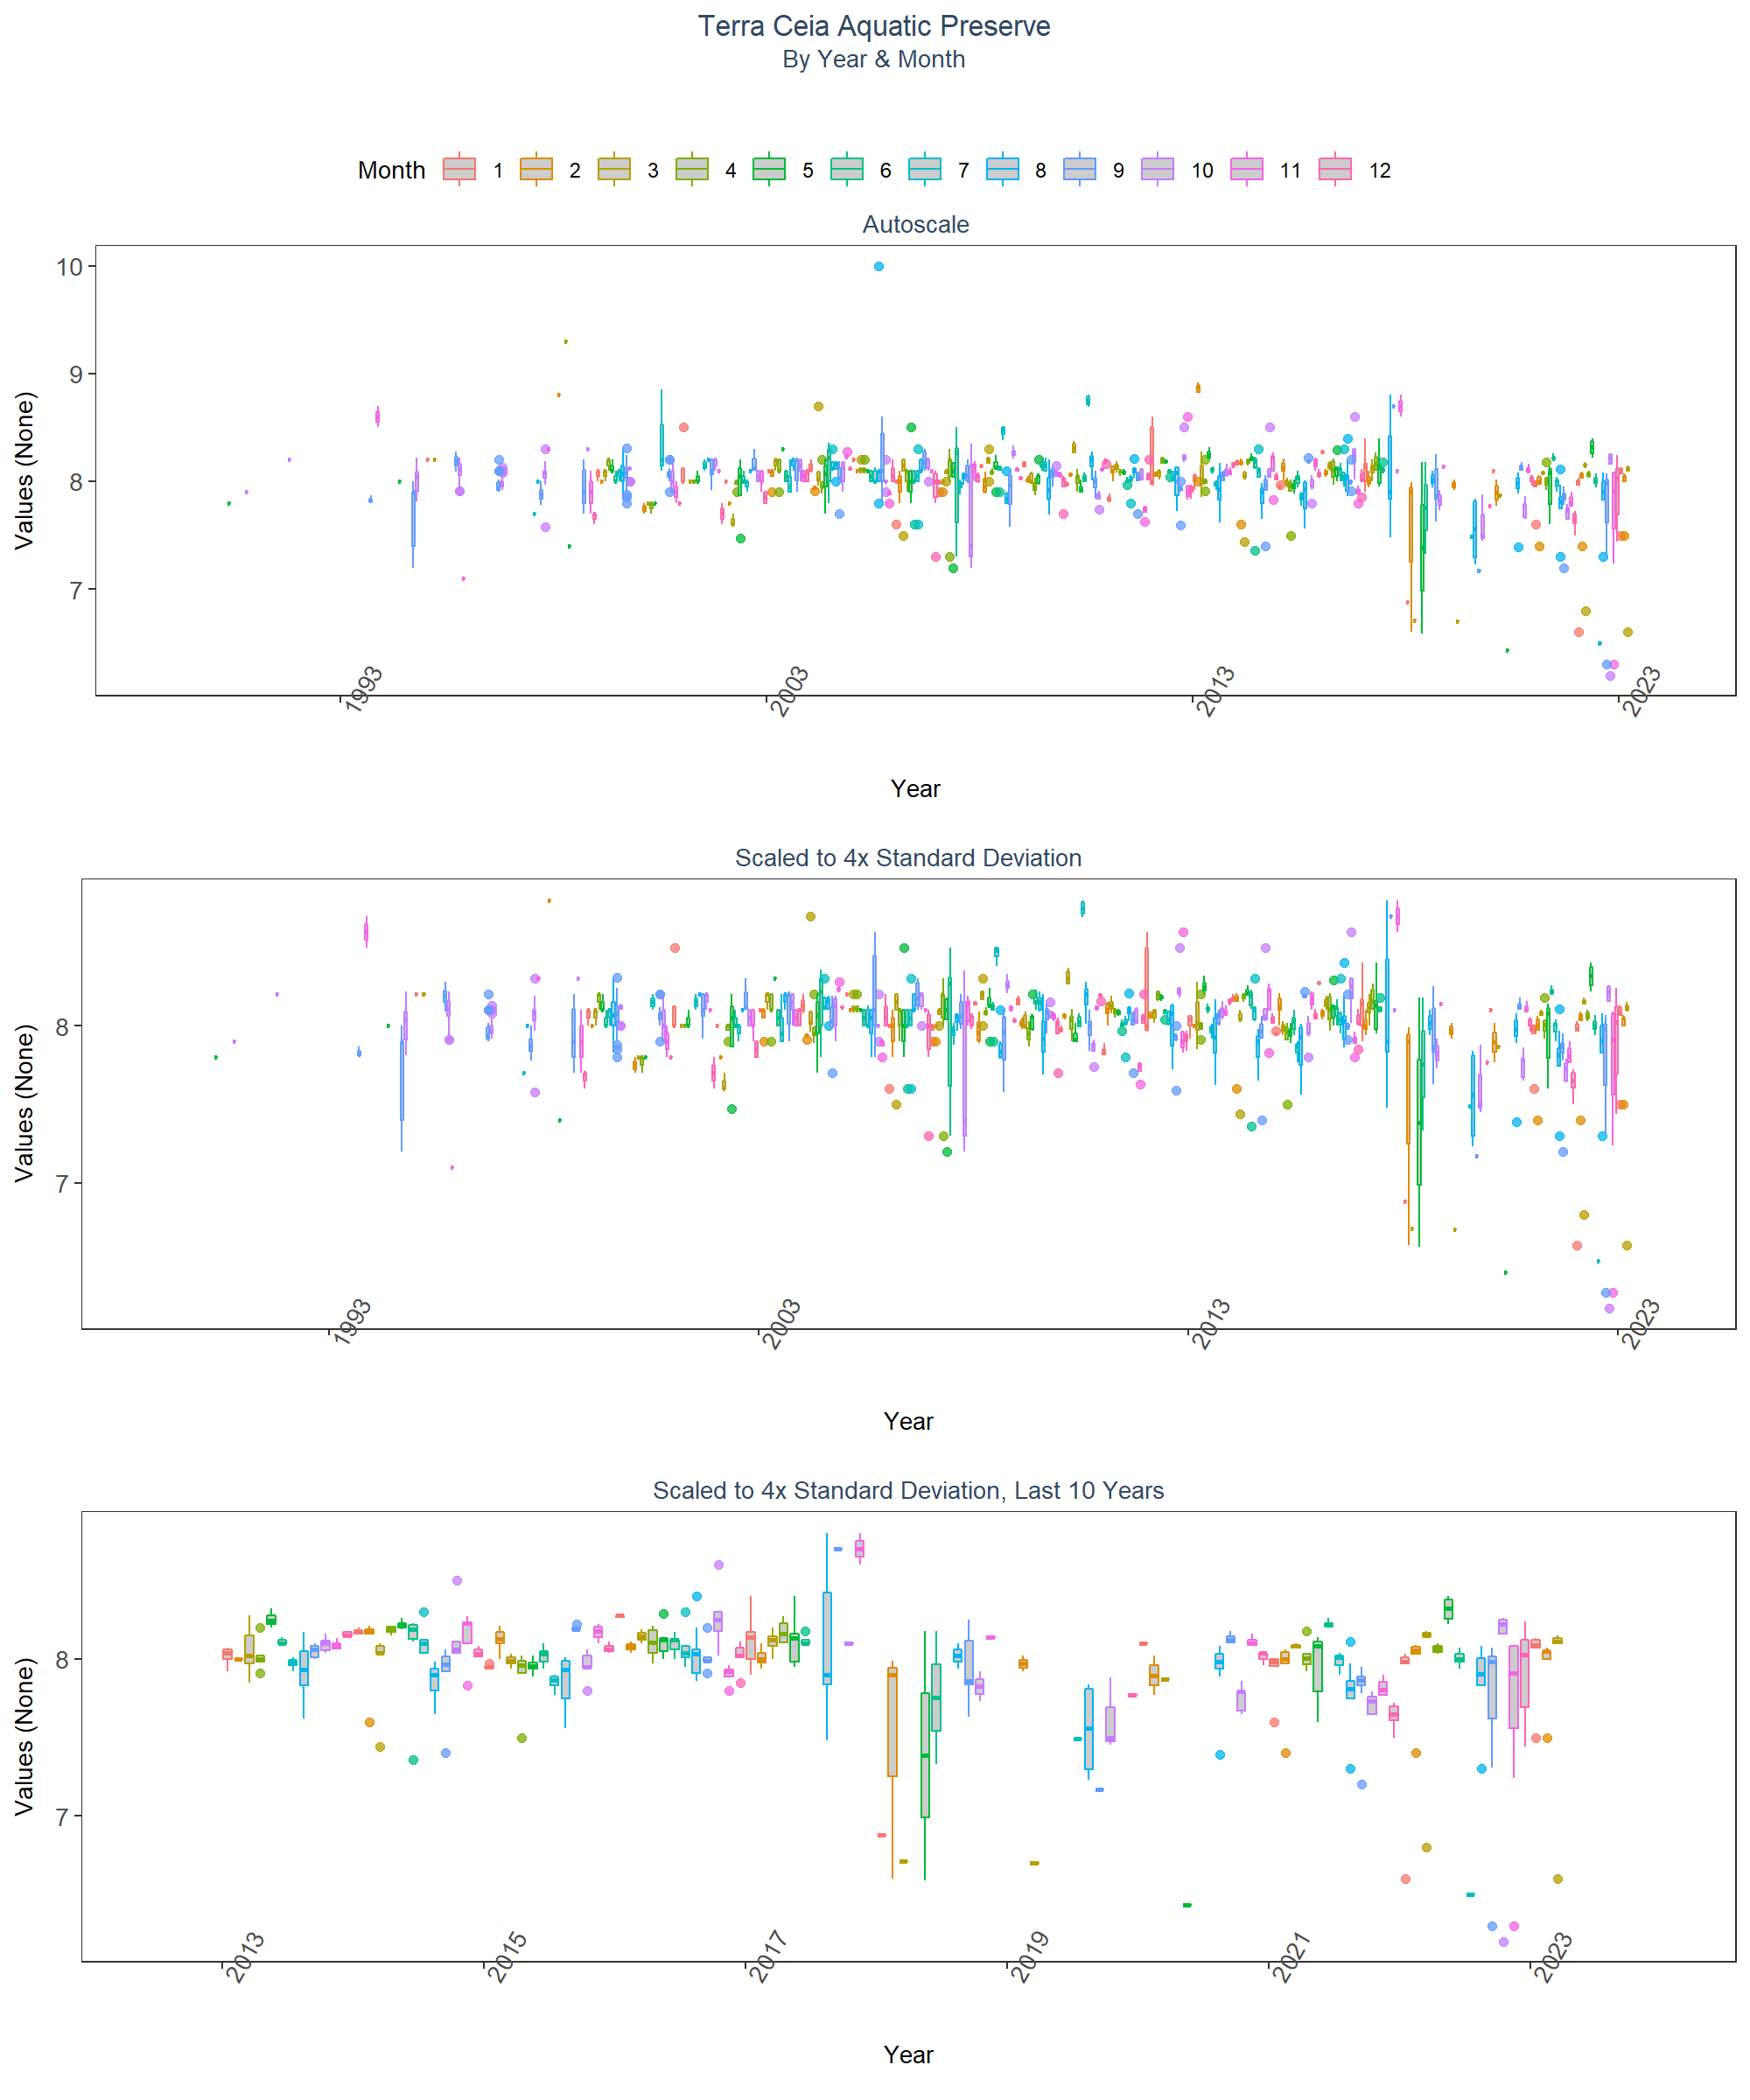 Terra Ceia Aquatic Preserve
By Year & Month
Month 1 2 3 4 5 6 7 8 9 10 11 12
Autoscale
Values (None)
10
9
8
7
1993 2003 2013 2023
Year
Scaled to 4x Standard Deviation
Values (None)
8
7
1993 2003 2013 2023
Year
Scaled to 4x Standard Deviation, Last 10 Years
Values (None)
8
7
2013 2015 2017 2019 2021 2023
Year